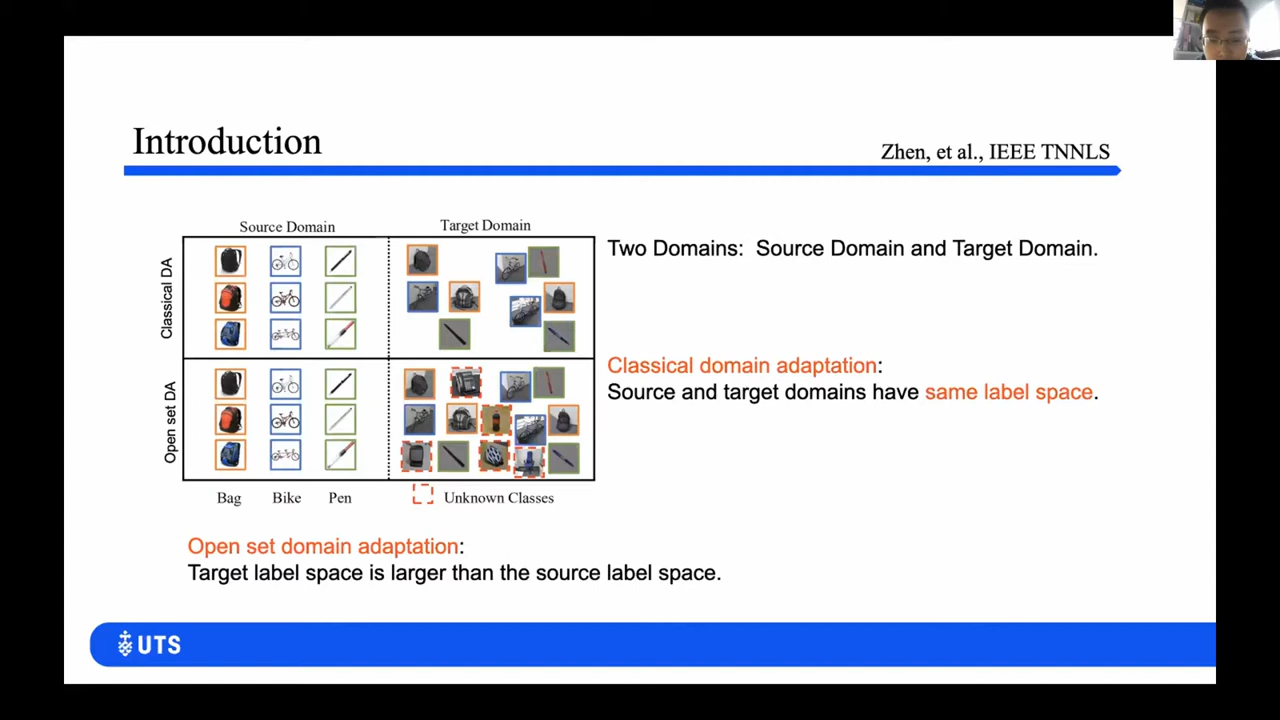 Introduction
Zhen, et al., IEEE TNNLS
Source Domain
Target Domain
Classical DA
Open set DA
Bag
Bike
Pen
Unknown Classes
Two Domains: Source Domain and Target Domain.
Classical domain adaptation:
Source and target domains have same label space.
Open set domain adaptation:
Target label space is larger than the source label space.
UTS